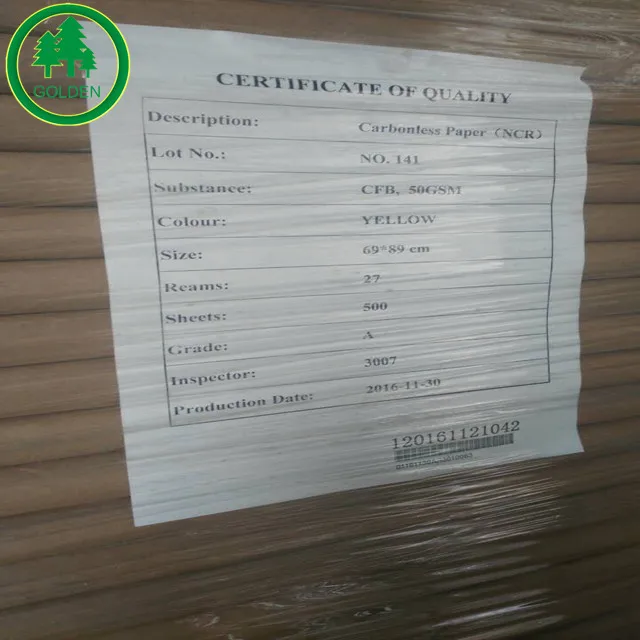 GOLDEN
CERTIFICATE OF QUALITY
Description: Carbonless Paper (NCR)
Lot No.: NO. 141
Substance: CFB, 50GSM
Colour: YELLOW
Size: 69*89 cm
Reams: 27
Sheets: 500
Grade: A
Inspector: 3007
Production Date: 2016-11-30
120161121042